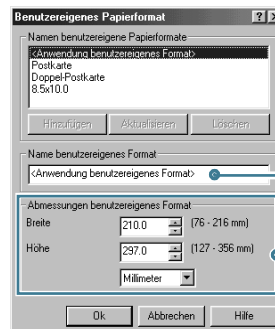 Benutzereigenes Papierformat
Namen benutzereigene Papierformate
<Anwendung benutzereigenes Format>
Postkarte
Doppel-Postkarte
8.5x10.0
Hinzufügen Aktualisieren Löschen
Name benutzereigenes Format
<Anwendung benutzereigenes Format>
Abmessungen benutzereigenes Format
Breite 210.0 (76 - 216 mm)
Höhe 297.0 (127 - 356 mm)
Millimeter
Ok Abbrechen Hilfe